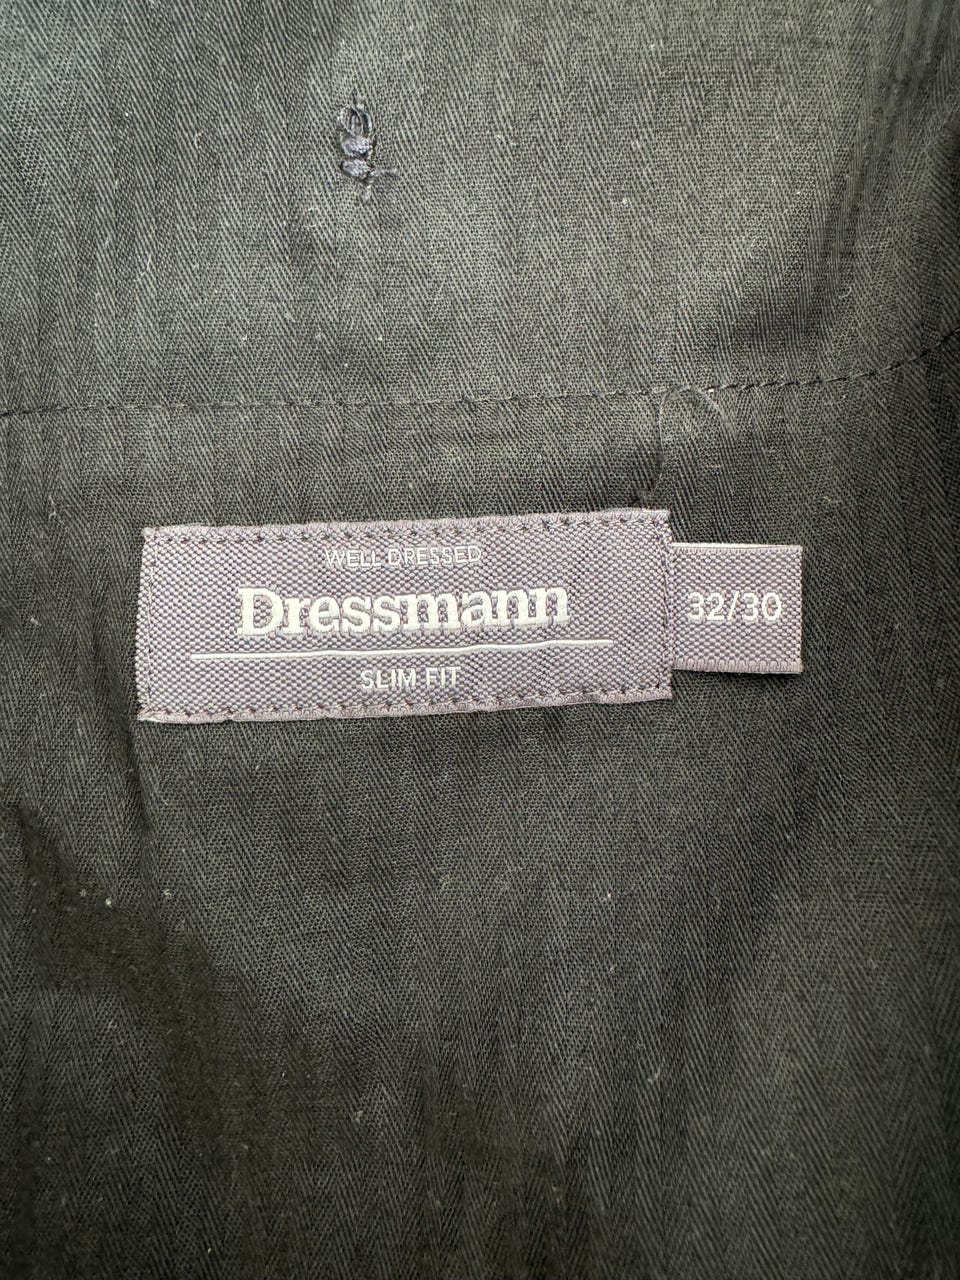 WELL DRESSED
Dressmann
SLIM FIT
32/30